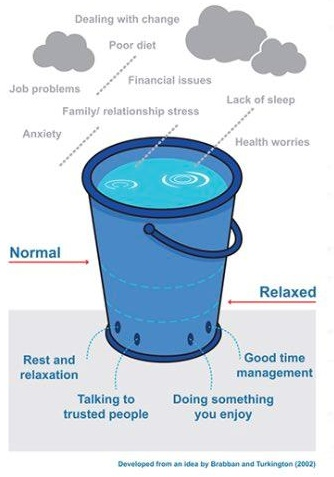 Dealing with change
Poor diet
Financial issues
Job problems
Lack of sleep
Family/ relationship stress
Anxiety
Health worries
Normal
Relaxed
Rest and
relaxation
Good time
management
Talking to
trusted people
Doing something
you enjoy
Developed from an idea by Brabban and Turkington (2002)